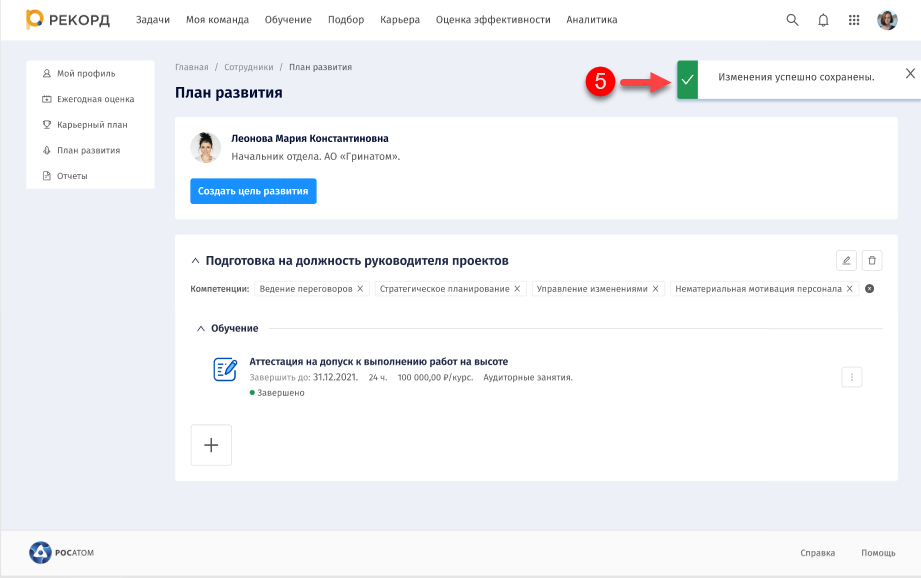 РЕКОРД Задачи Моя команда Обучение Подбор Карьера Оценка эффективности Аналитика
Мой профиль
Ежегодная оценка
Карьерный план
План развития
Отчеты
Главная / Сотрудники / План развития
План развития
5
Изменения успешно сохранены.
Леонова Мария Константиновна
Начальник отдела. АО «Гринатом».
Создать цель развития
Подготовка на должность руководителя проектов
Компетенции: Ведение переговоров X Стратегическое планирование X Управление изменениями X Нематериальная мотивация персонала X
Обучение
Аттестация на допуск к выполнению работ на высоте
Завершить до: 31.12.2021. 24 ч. 100 000,00 ₽/курс. Аудиторные занятия.
Завершено
РОСАТОМ Справка Помощь